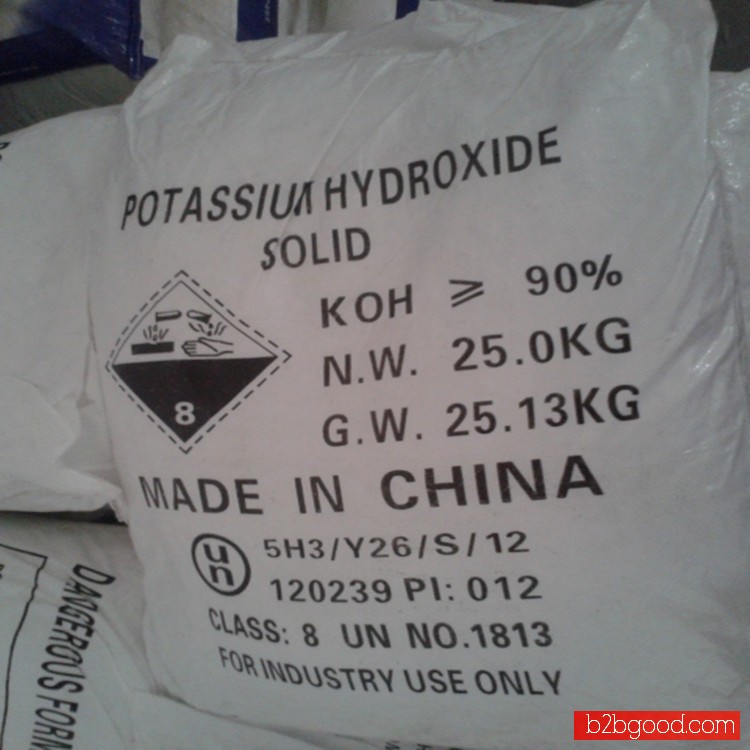 POTASSIUM HYDROXIDE
SOLID
KOH ⩾ 90%
N.W. 25.0KG
G.W. 25.13KG
8
MADE IN CHINA
un 5H3/Y26/S/12
120239 PI: 012
CLASS: 8 UN NO.1813
FOR INDUSTRY USE ONLY
DANGEROUS
b2bgood.com